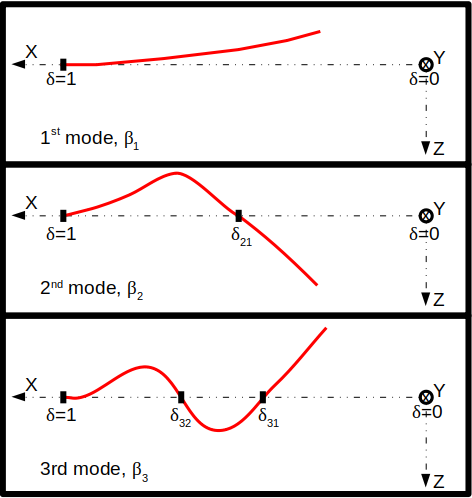 X Y
δ=1 δ=0
1st mode, β1 Z
X Y
δ=1 δ21 δ=0
2nd mode, β2 Z
X Y
δ=1 δ32 δ31 δ=0
3rd mode, β3 Z